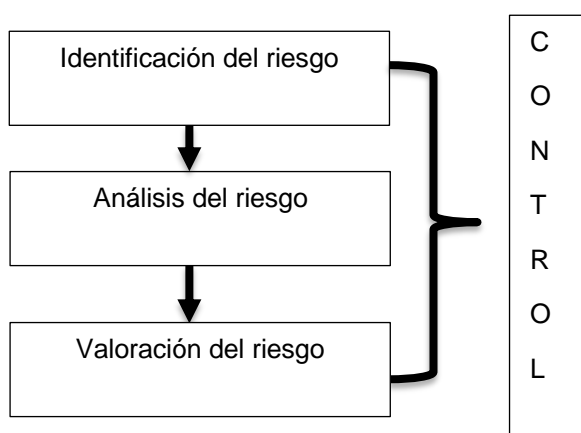 Identificación del riesgo
Análisis del riesgo
Valoración del riesgo
C
O
N
T
R
O
L